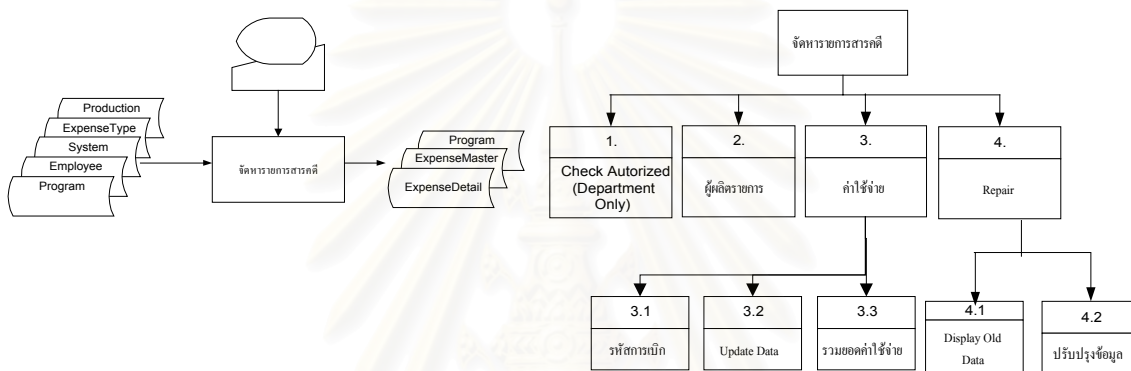 Production
ExpenseType
System
Employee
Program
จัดหารายการสารคดี
Program
ExpenseMaster
ExpenseDetail
จัดหารายการสารคดี
1.
Check Autorized
(Department
Only)
2.
ผู้ผลิตรายการ
3.
ค่าใช้จ่าย
4.
Repair
3.1
รหัสการเบิก
3.2
Update Data
3.3
รวมยอดค่าใช้จ่าย
4.1
Display Old
Data
4.2
ปรับปรุงข้อมูล